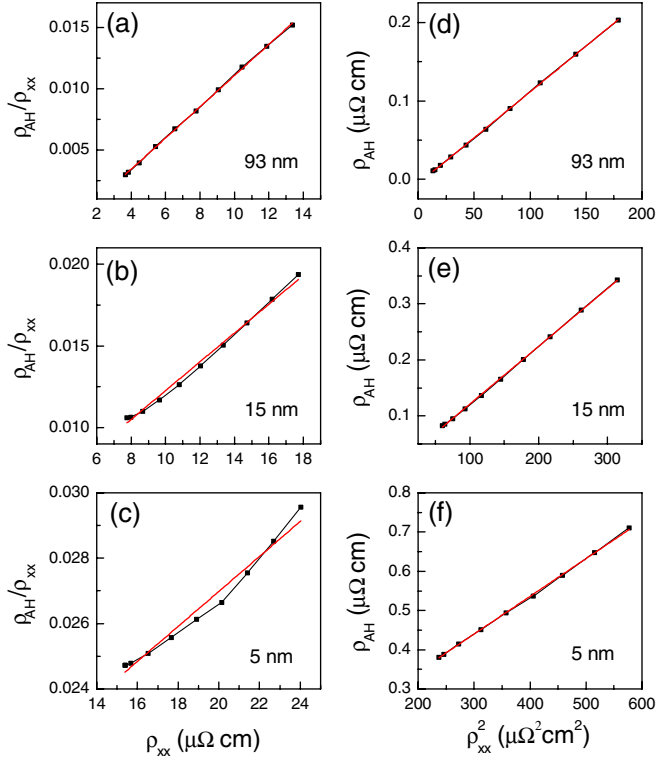 (a)
ρAH/ρxx
0.015
0.010
0.005
93 nm
2 4 6 8 10 12 14
(d)
ρAH (μΩ cm)
0.2
0.1
0.0
93 nm
0 50 100 150 200
(b)
ρAH/ρxx
0.020
0.015
0.010
15 nm
6 8 10 12 14 16 18
(e)
ρAH (μΩ cm)
0.4
0.3
0.2
0.1
15 nm
100 200 300
(c)
ρAH/ρxx
0.030
0.028
0.026
0.024
5 nm
14 16 18 20 22 24
ρxx (μΩ cm)
(f)
ρAH (μΩ cm)
0.8
0.7
0.6
0.5
0.4
0.3
5 nm
200 300 400 500 600
ρxx² (μΩ²cm²)